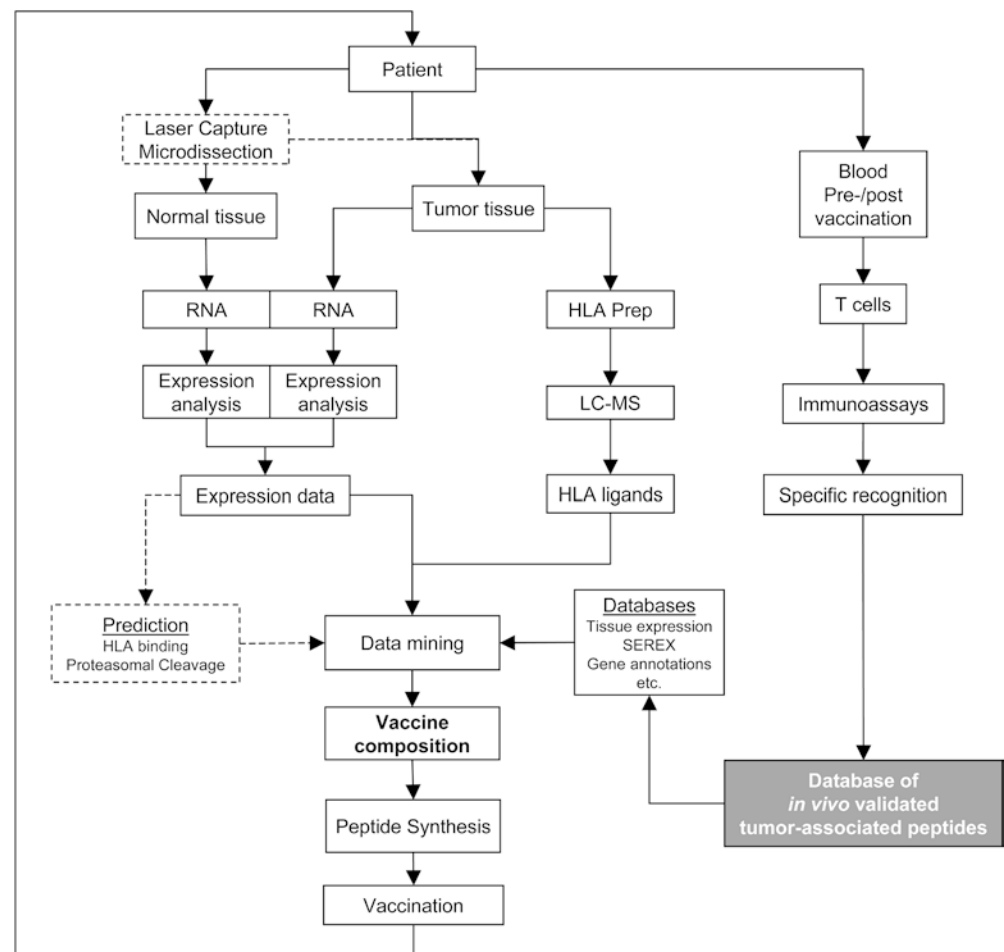 Patient
Laser Capture
Microdissection
Blood
Pre-/post
vaccination
Normal tissue
Tumor tissue
RNA
RNA
HLA Prep
T cells
Expression
analysis
Expression
analysis
LC-MS
Immunoassays
Expression data
HLA ligands
Specific recognition
Prediction
HLA binding
Proteasomal Cleavage
Data mining
Databases
Tissue expression
SEREX
Gene annotations
etc.
Vaccine
composition
Database of
in vivo validated
tumor-associated peptides
Peptide Synthesis
Vaccination